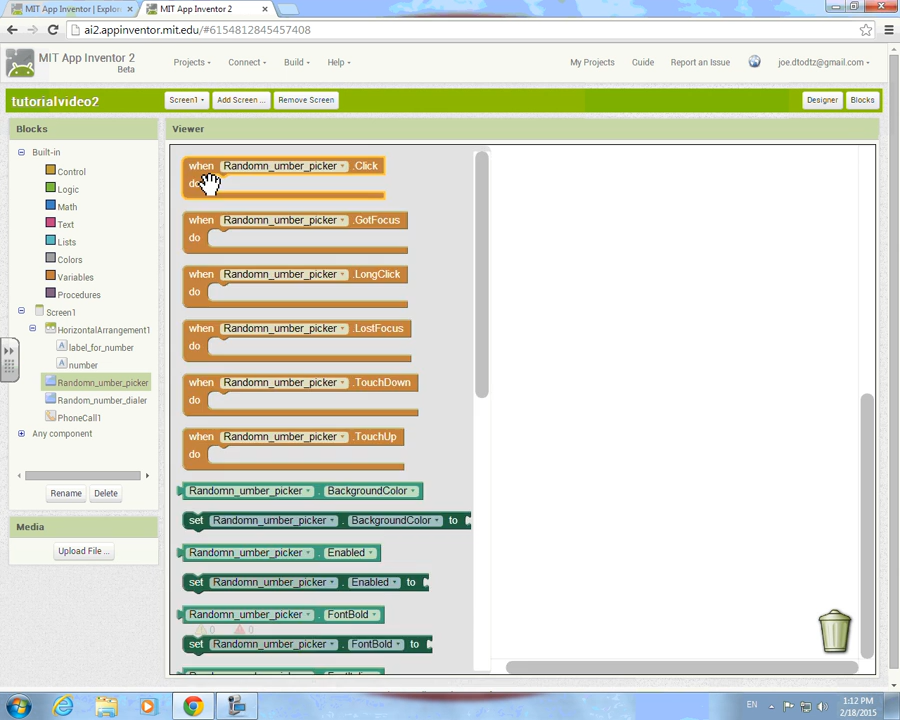 MIT App Inventor | Explor
MIT App Inventor 2
ai2.appinventor.mit.edu/#6154812845457408
MIT App Inventor 2
Beta
Projects
Connect
Build
Help
My Projects
Guide
Report an Issue
joe.dtodtz@gmail.com
tutorialvideo2
Screen1
Add Screen ...
Remove Screen
Designer
Blocks
Blocks
Viewer
Built-in
Control
Logic
Math
Text
Lists
Colors
Variables
Procedures
Screen1
HorizontalArrangement1
label_for_number
number
Randomn_umber_picker
Random_number_dialer
PhoneCall1
Any component
Rename
Delete
Media
Upload File ...
when Randomn_umber_picker .Click
do
when Randomn_umber_picker .GotFocus
do
when Randomn_umber_picker .LongClick
do
when Randomn_umber_picker .LostFocus
do
when Randomn_umber_picker .TouchDown
do
when Randomn_umber_picker .TouchUp
do
Randomn_umber_picker . BackgroundColor
set Randomn_umber_picker . BackgroundColor to
Randomn_umber_picker . Enabled
set Randomn_umber_picker . Enabled to
Randomn_umber_picker . FontBold
0 0
set Randomn_umber_picker . FontBold to
EN
1:12 PM
2/18/2015